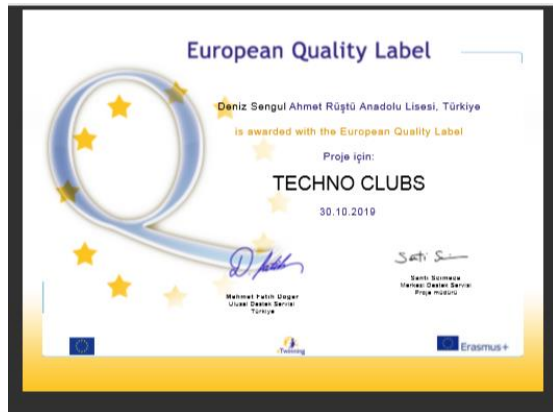 European Quality Label
Deniz Sengul Ahmet Rüştü Anadolu Lisesi, Türkiye
is awarded with the European Quality Label
Proje için:
TECHNO CLUBS
30.10.2019
Mehmet Fatih Döğer
Ulusal Destek Servisi
Türkiye
Santi Scimeca
Merkezi Destek Servisi
Proje müdürü
eTwinning
Erasmus+